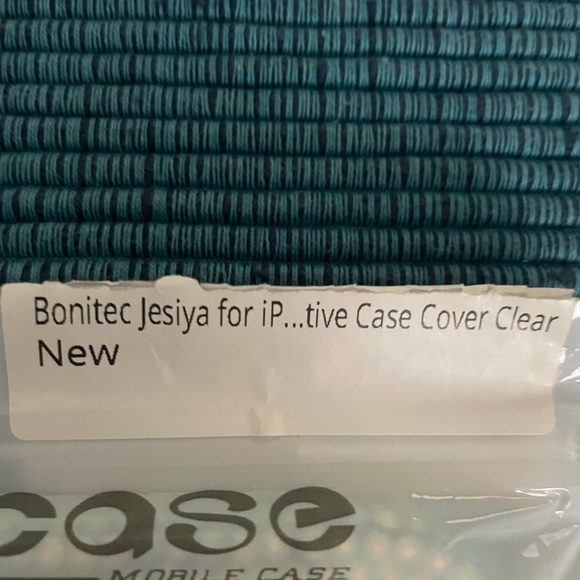 Bonitec Jesiya for iP...tive Case Cover Clear
New
case
MOBILE CASE